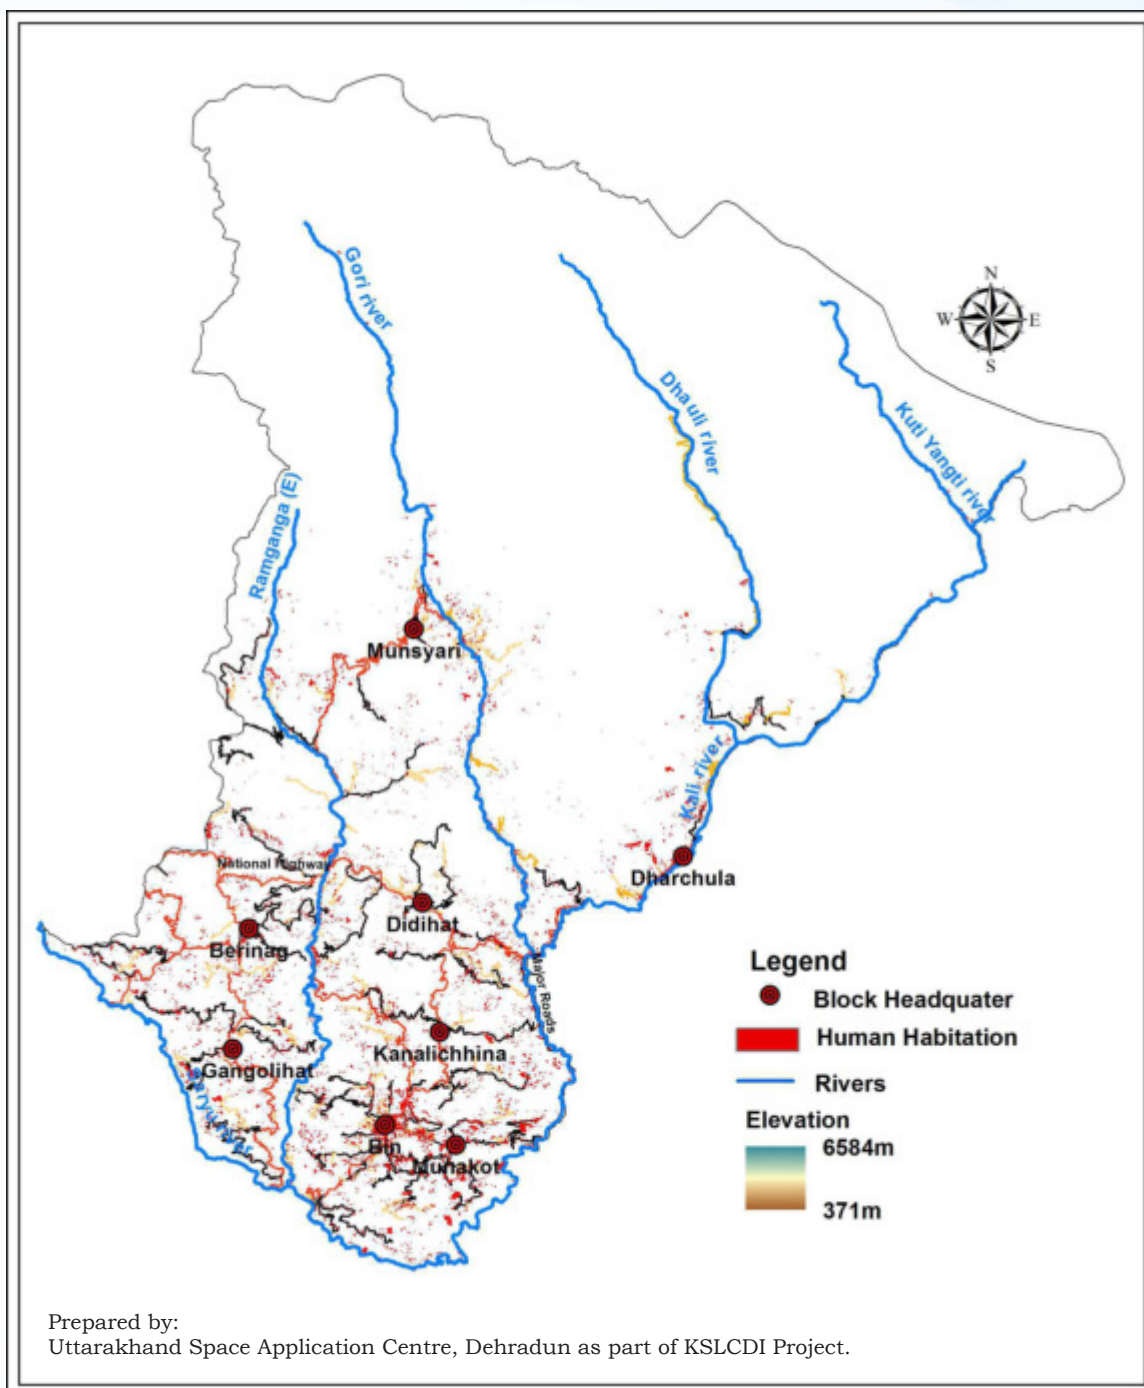 N
W
E
S
Gori river
Dhauli river
Kuti Yangti river
Ramganga (E)
Munsyari
Kali river
Dharchula
National Highway
Didihat
Berinag
Major Roads
Kanalichhina
Gangolihat
river
Bin
Munakot
Legend
Block Headquater
Human Habitation
Rivers
Elevation
6584m
371m
Prepared by:
Uttarakhand Space Application Centre, Dehradun as part of KSLCDI Project.